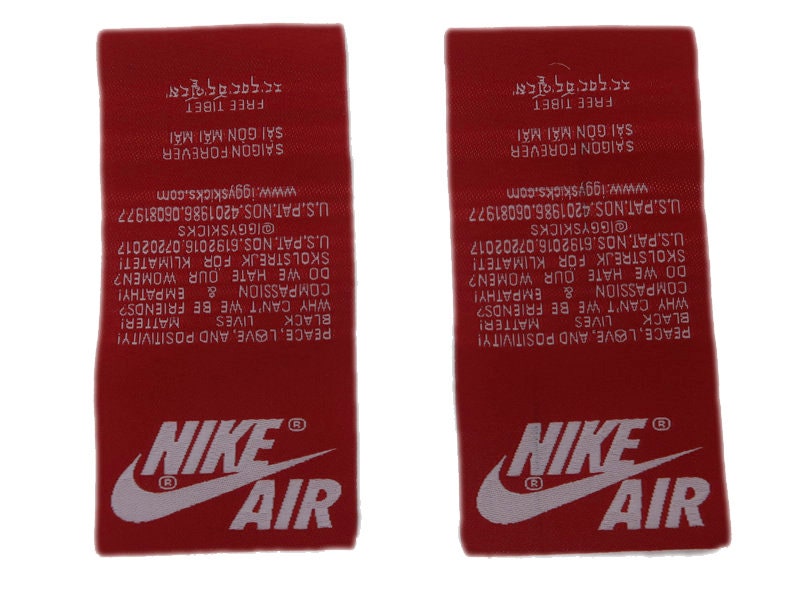 PEACE, L☮VE, AND POSITIVITY!
BLACK LIVES MATTER!
WHY CAN'T WE BE FRIENDS?
COMPASSION & EMPATHY!
DO WE HATE OUR WOMEN?
SKOLSTREJK FÖR KLIMATET!
U.S.PAT.NOS.6192016.07202017
@IGGYSKICKS
U.S.PAT.NOS.4201986.06081977
www.iggyskicks.com
SAIGON FOREVER
SÀI GÒN MÃI MÃI
FREE TIBET
NIKE ®
® AIR
PEACE, L☮VE, AND POSITIVITY!
BLACK LIVES MATTER!
WHY CAN'T WE BE FRIENDS?
COMPASSION & EMPATHY!
DO WE HATE OUR WOMEN?
SKOLSTREJK FÖR KLIMATET!
U.S.PAT.NOS.6192016.07202017
@IGGYSKICKS
U.S.PAT.NOS.4201986.06081977
www.iggyskicks.com
SAIGON FOREVER
SÀI GÒN MÃI MÃI
FREE TIBET
NIKE ®
® AIR